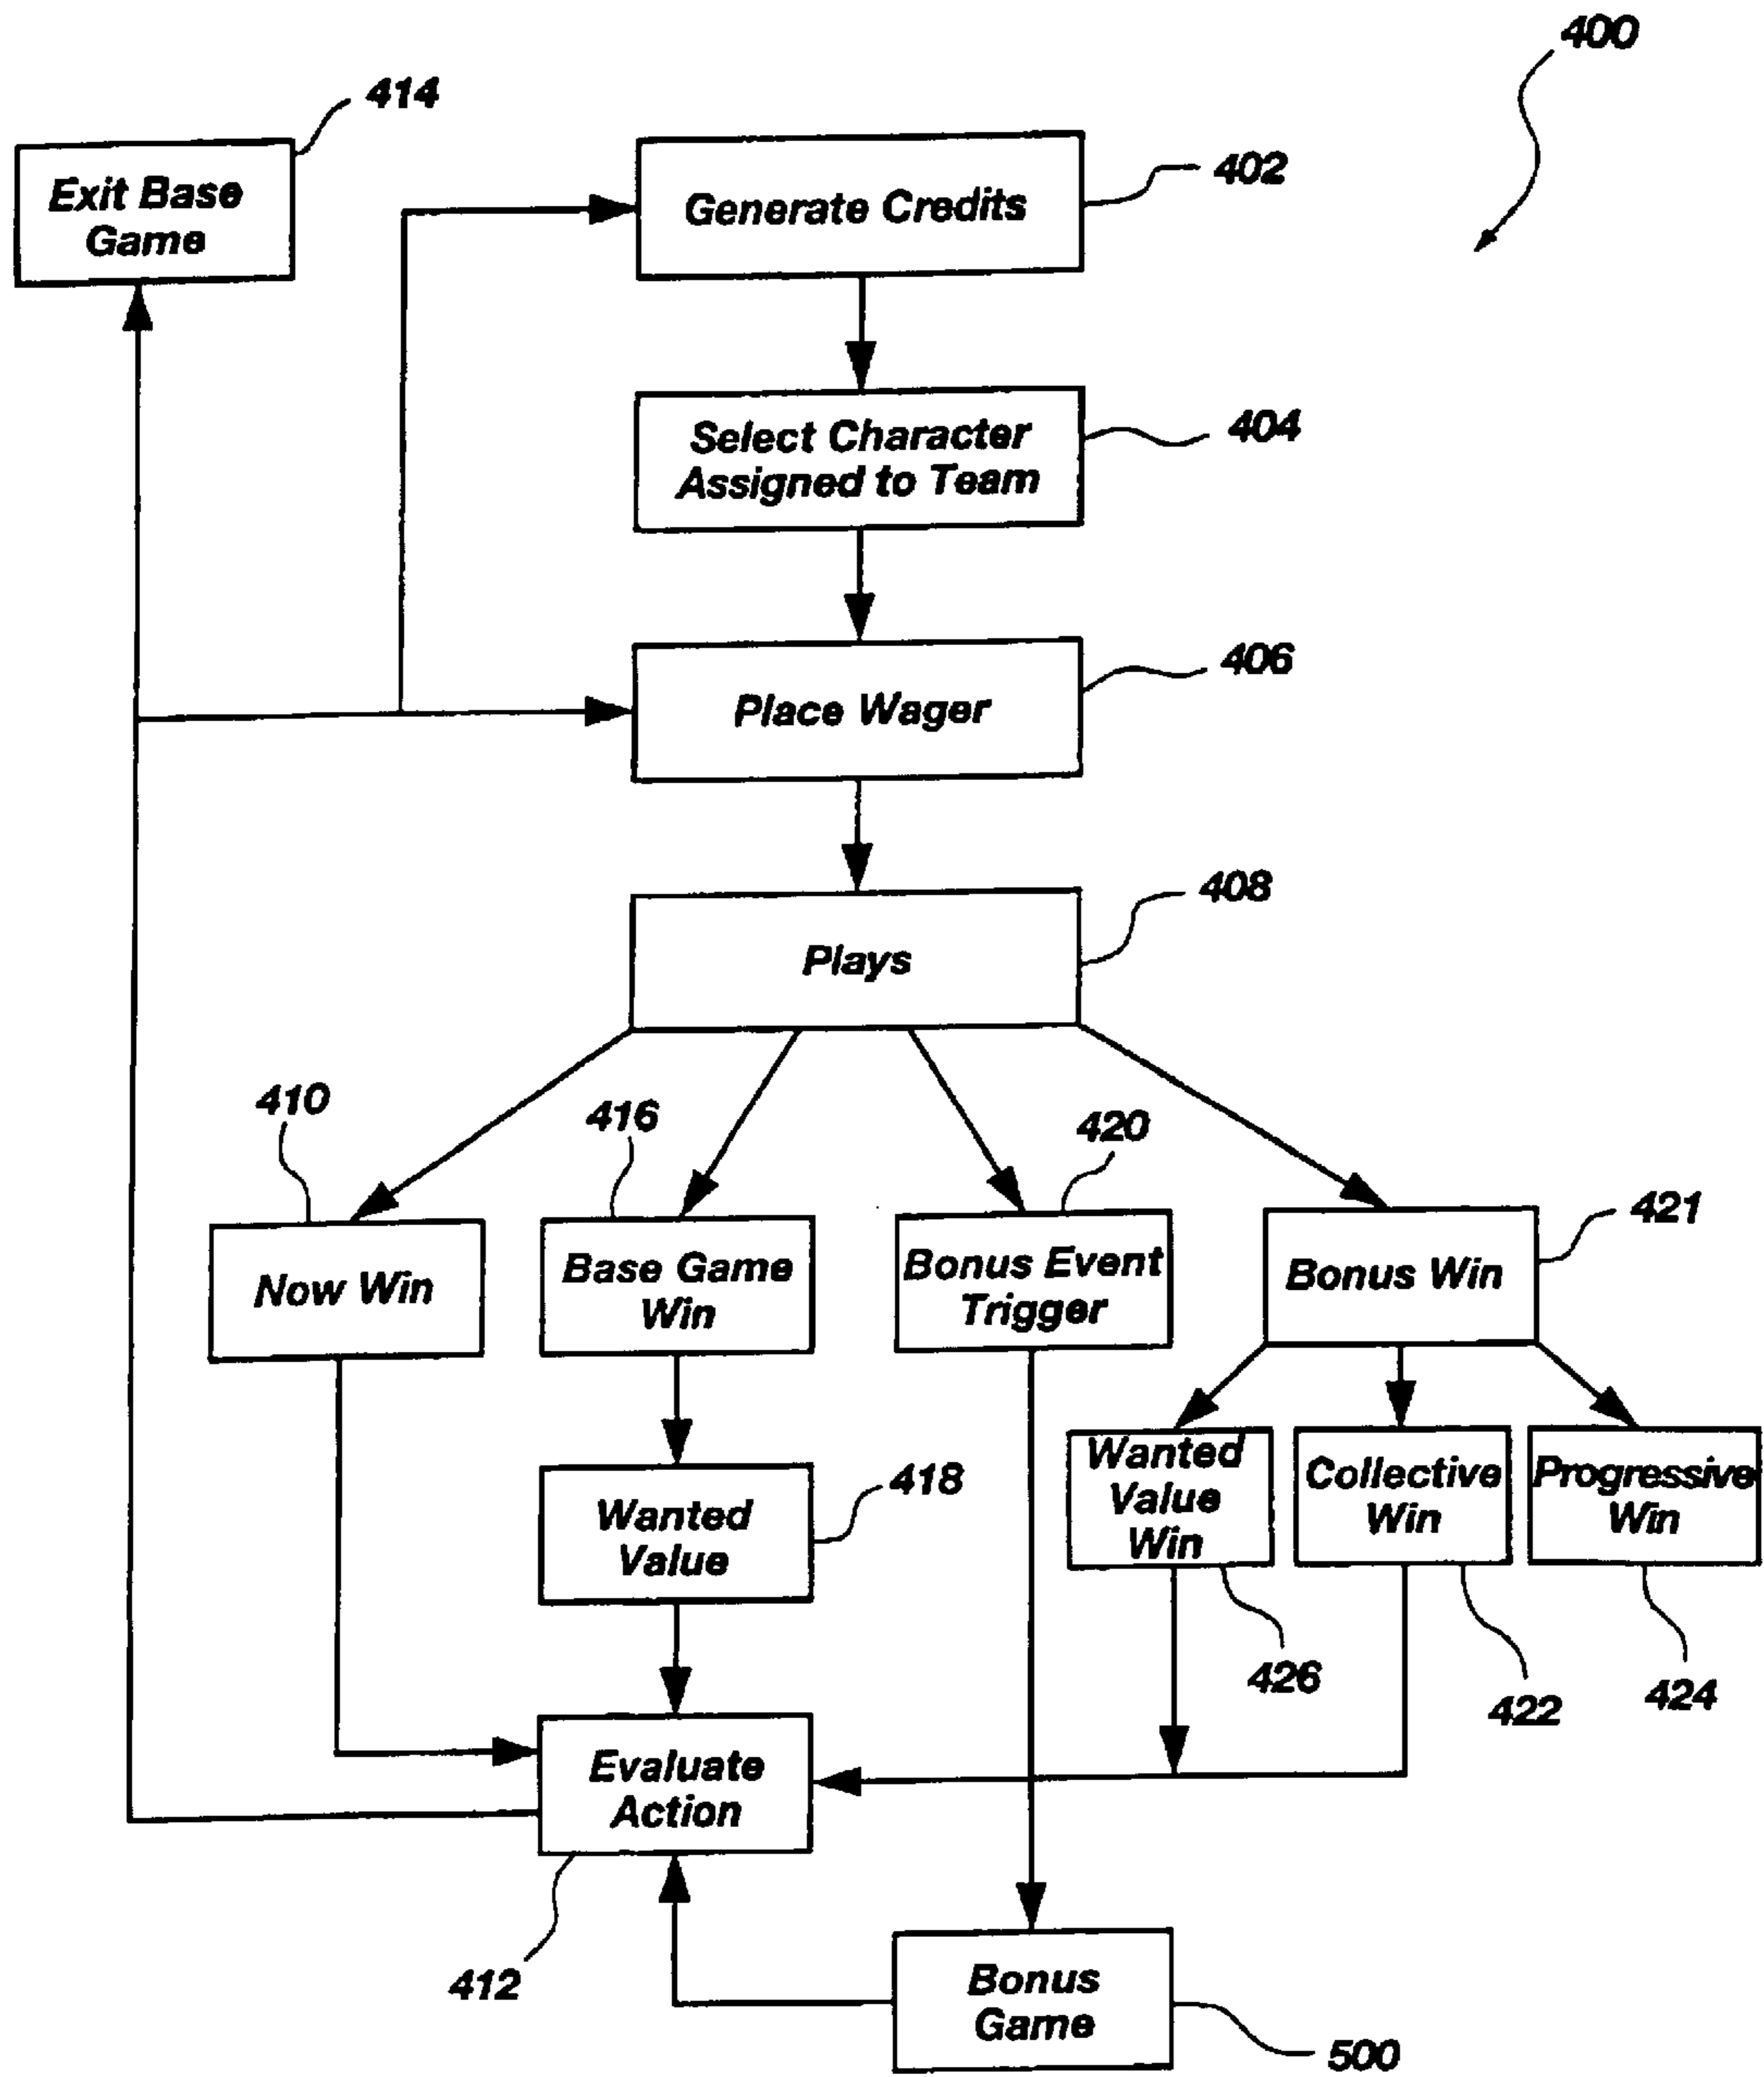 400
414
Exit Base
Game
402
Generate Credits
404
Select Character
Assigned to Team
406
Place Wager
408
Plays
410
416
420
421
Now Win
Base Game
Win
Bonus Event
Trigger
Bonus Win
418
Wanted
Value
Wanted
Value
Win
Collective
Win
Progressive
Win
426
422
424
Evaluate
Action
412
Bonus
Game
500